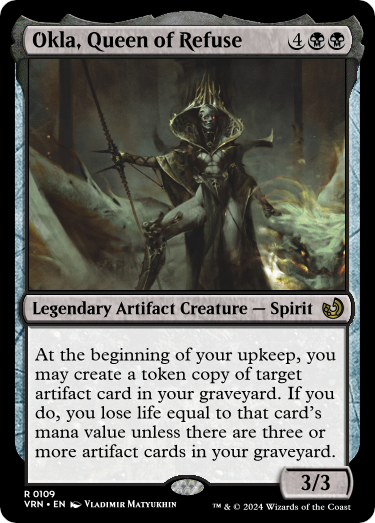 Okla, Queen of Refuse 4
Legendary Artifact Creature — Spirit
At the beginning of your upkeep, you
may create a token copy of target
artifact card in your graveyard. If you
do, you lose life equal to that card's
mana value unless there are three or
more artifact cards in your graveyard.
3/3
R 0109
VRN • EN Vladimir Matyukhin
™ & © 2024 Wizards of the Coast